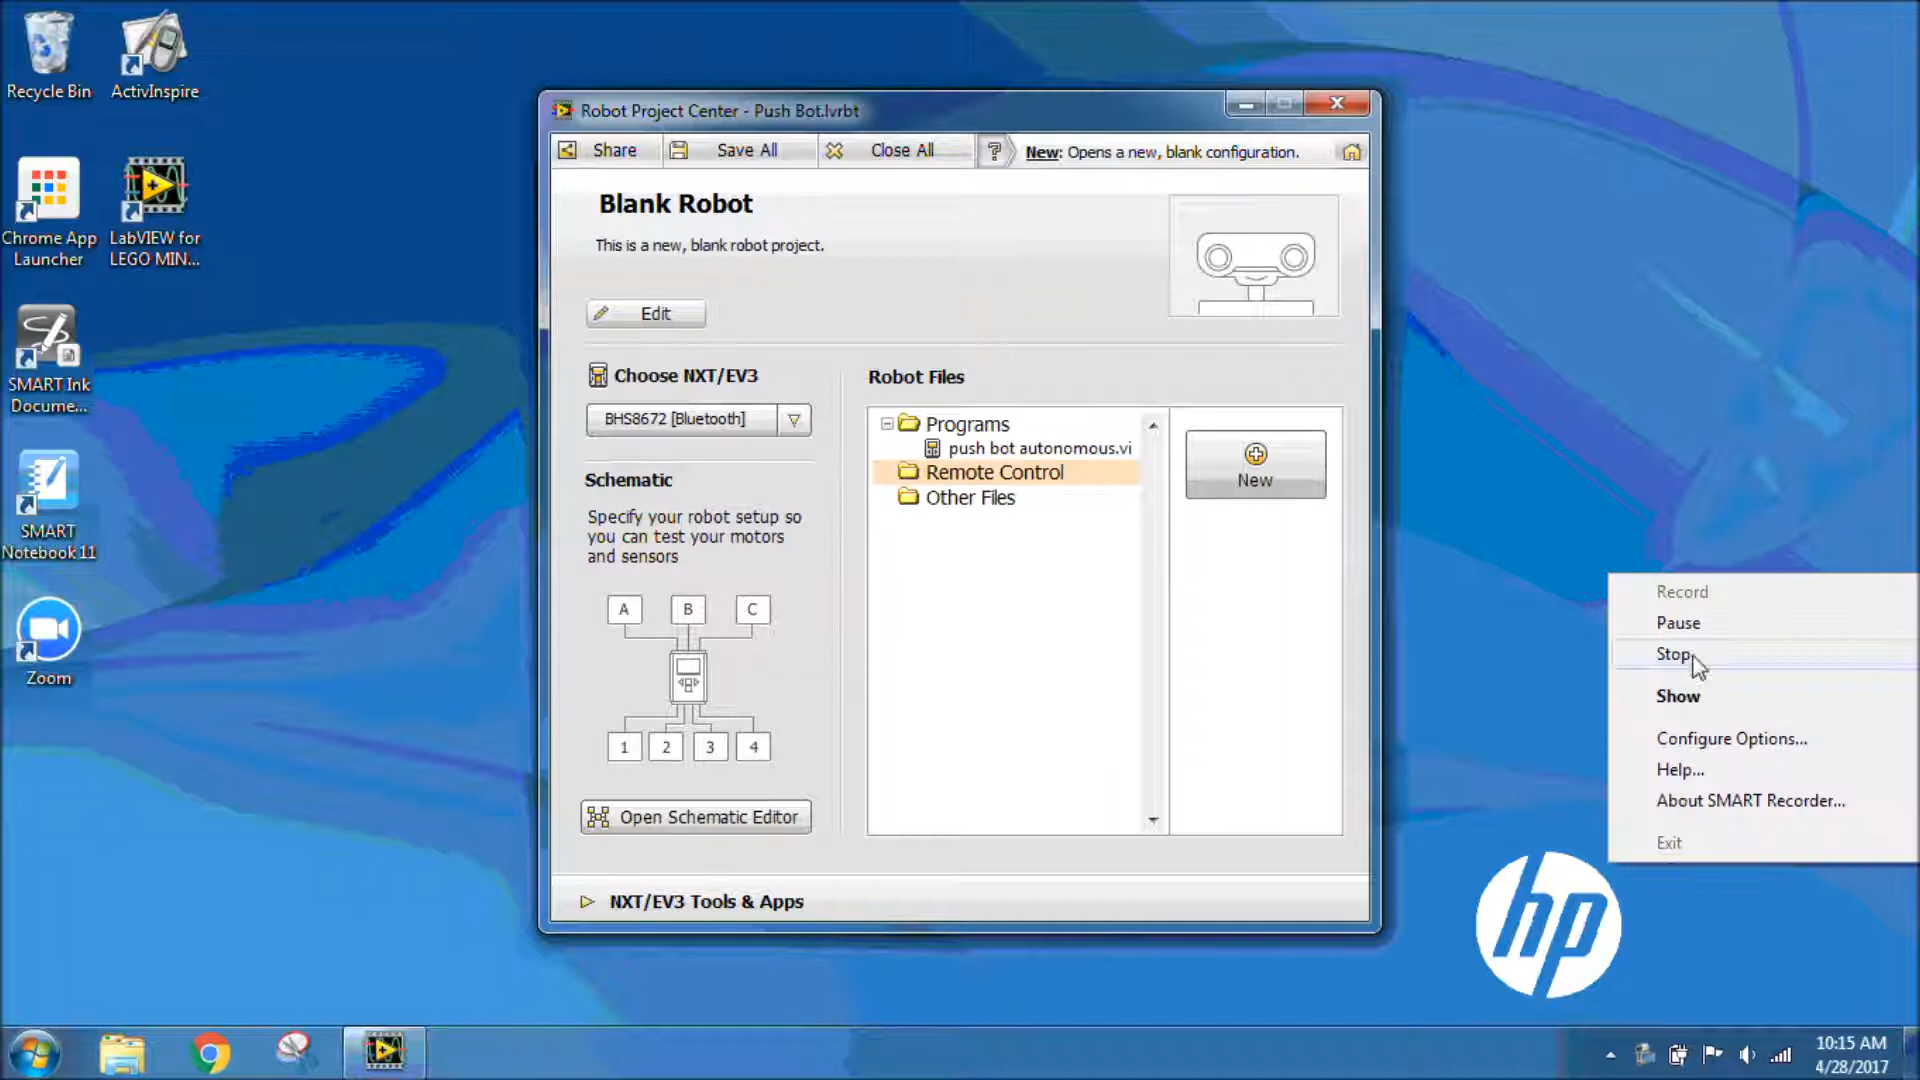 Recycle Bin
ActivInspire
Chrome App
Launcher
LabVIEW for
LEGO MIN...
SMART Ink
Docume...
SMART
Notebook 11
Zoom
Robot Project Center - Push Bot.lvrbt
Share
Save All
Close All
?
New: Opens a new, blank configuration.
Blank Robot
This is a new, blank robot project.
Edit
Choose NXT/EV3
BHS8672 [Bluetooth]
Schematic
Specify your robot setup so
you can test your motors
and sensors
A B C
1 2 3 4
Open Schematic Editor
Robot Files
Programs
push bot autonomous.vi
Remote Control
Other Files
New
NXT/EV3 Tools & Apps
Record
Pause
Stop
Show
Configure Options...
Help...
About SMART Recorder...
Exit
hp
10:15 AM
4/28/2017